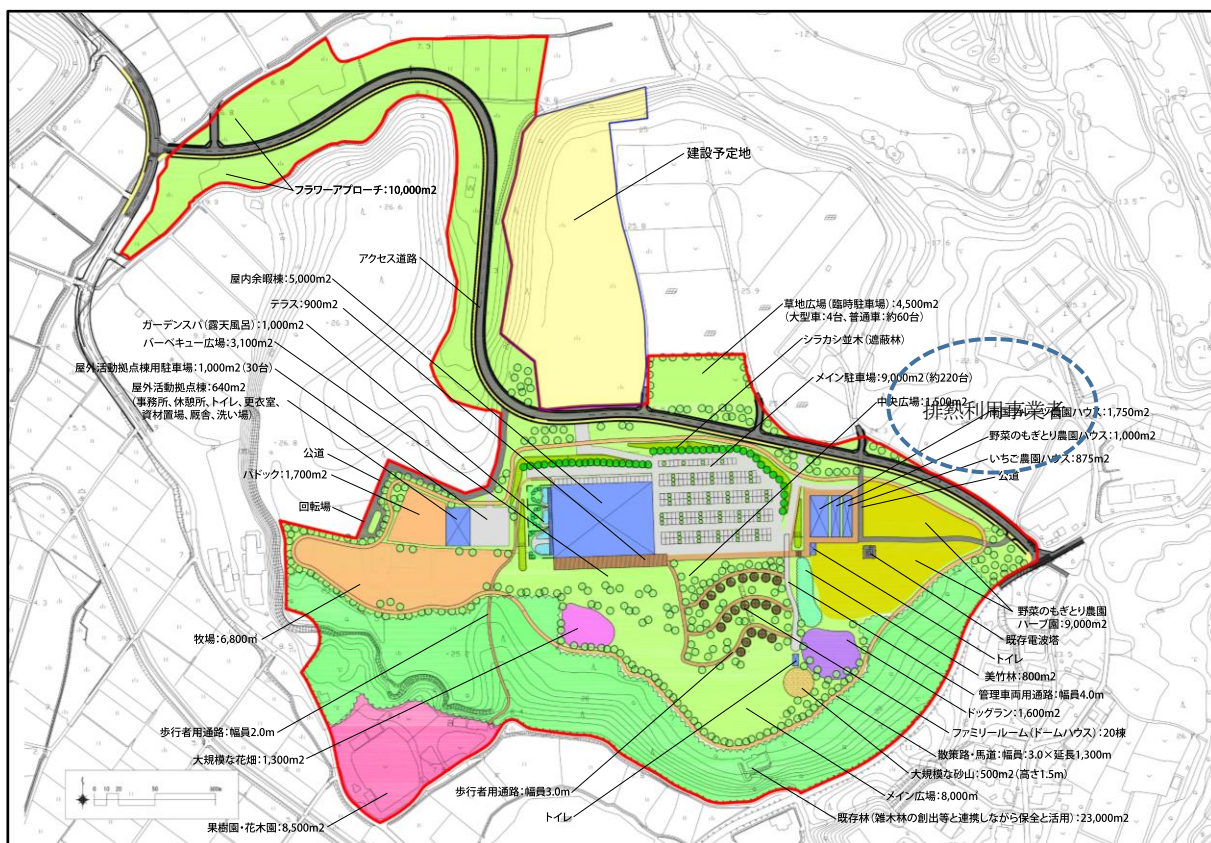 建設予定地
フラワーアプローチ：10,000m2
アクセス道路
屋内余暇棟：5,000m2
テラス：900m2
ガーデンスパ（露天風呂）：1,000m2
バーベキュー広場：3,100m2
屋外活動拠点棟用駐車場：1,000m2（30台）
屋外活動拠点棟：640m2
（事務所、休憩所、トイレ、更衣室、
資材置場、厩舎、洗い場）
公道
パドック：1,700m2
回転場
牧場：6,800㎡
歩行者用通路：幅員2.0m
大規模な花畑：1,300m2
果樹園・花木園：8,500m2
歩行者用通路：幅員3.0m
トイレ
草地広場（臨時駐車場）：4,500m2
（大型車：4台、普通車：約60台）
シラカシ並木（遮蔽林）
メイン駐車場：9,000m2（約220台）
中央広場：1,500m2
排熱利用事業者
農園ハウス：1,750m2
野菜のもぎとり農園ハウス：1,000m2
いちご農園ハウス：875m2
公道
野菜のもぎとり農園
ハーブ園：9,000m2
既存電波塔
トイレ
美竹林：800m2
管理車両用通路：幅員4.0m
ドッグラン：1,600m2
ファミリールーム（ドームハウス）：20棟
散策路・馬道：幅員：3.0×延長1,300m
大規模な砂山：500m2（高さ1.5m）
メイン広場：8,000㎡
既存林（雑木林の創出等と連携しながら保全と活用）：23,000m2
0 10 20 50 100m